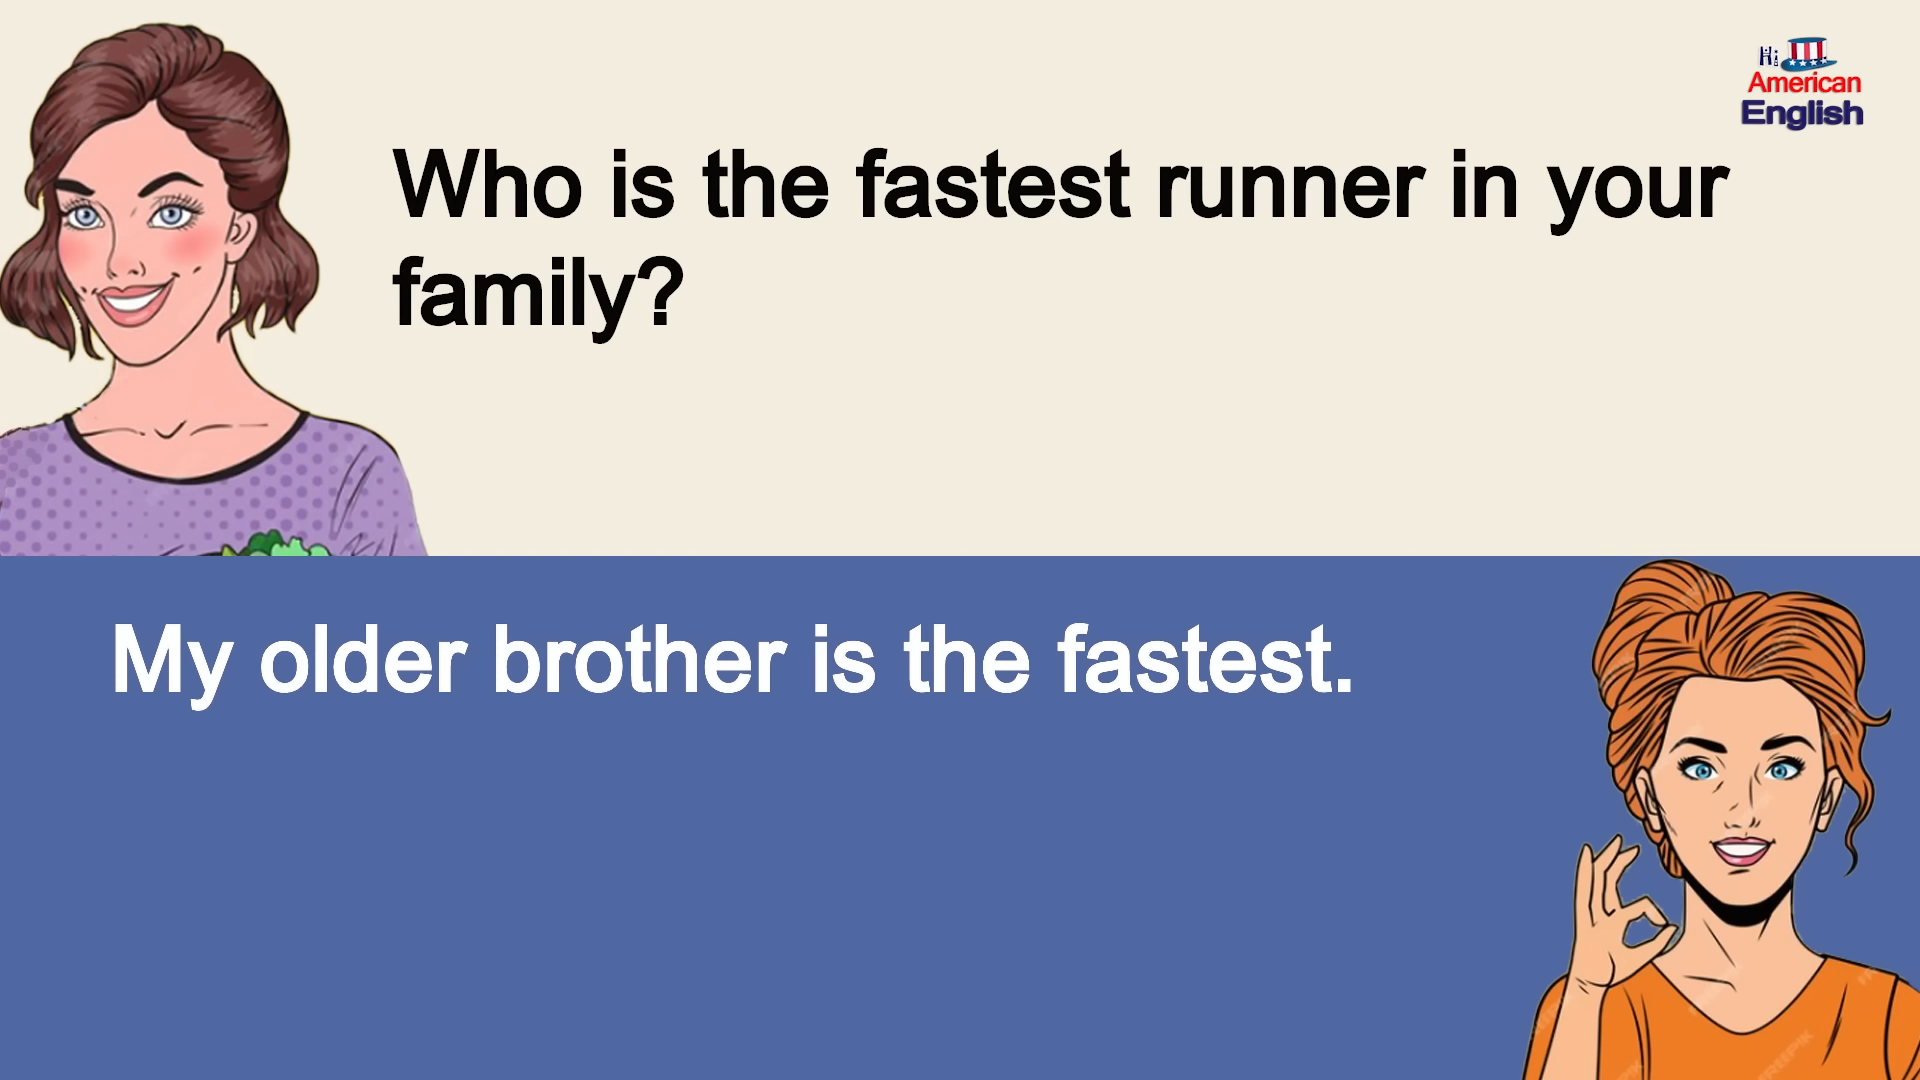 Hi
American
English
Who is the fastest runner in your
family?
My older brother is the fastest.